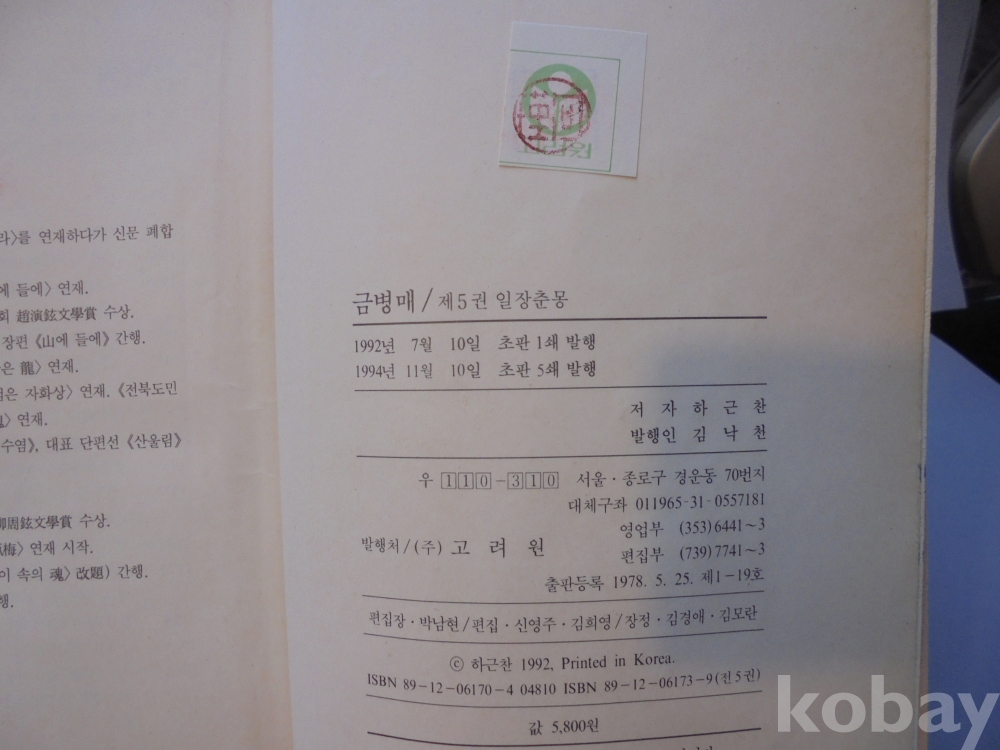 라〉를 연재하다가 신문 폐합
에 들에〉 연재.
회 趙演鉉文學賞 수상.
장편 《山에 들에》 간행.
은 龍〉 연재.
은 자화상〉 연재. 《전북도민
〉 연재.
수염》, 대표 단편선 《산울림》
柳周鉉文學賞 수상.
梅〉 연재 시작.
이 속의 魂〉 改題) 간행.
행.
고려원
금병매/제5권 일장춘몽
1992년 7월 10일 초판 1쇄 발행
1994년 11월 10일 초판 5쇄 발행
저 자 하 근 찬
발행인 김 낙 천
우 110-310 서울·종로구 경운동 70번지
대체구좌 011965-31-0557181
영업부 (353)6441~3
발행처/(주) 고 려 원
편집부 (739)7741~3
출판등록 1978. 5. 25. 제1-19호
편집장·박남현/편집·신영주·김희영/장정·김경애·김모란
ⓒ 하근찬 1992, Printed in Korea.
ISBN 89-12-06170-4 04810 ISBN 89-12-06173-9(전5권)
값 5,800원
kobay